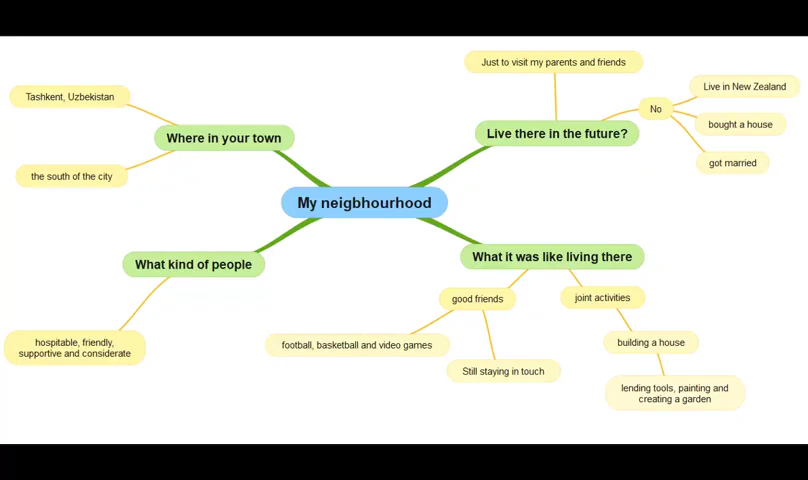 My neigbhourhood
Where in your town
Tashkent, Uzbekistan
the south of the city
What kind of people
hospitable, friendly,
supportive and considerate
Live there in the future?
Just to visit my parents and friends
No
Live in New Zealand
bought a house
got married
What it was like living there
good friends
football, basketball and video games
Still staying in touch
joint activities
building a house
lending tools, painting and
creating a garden